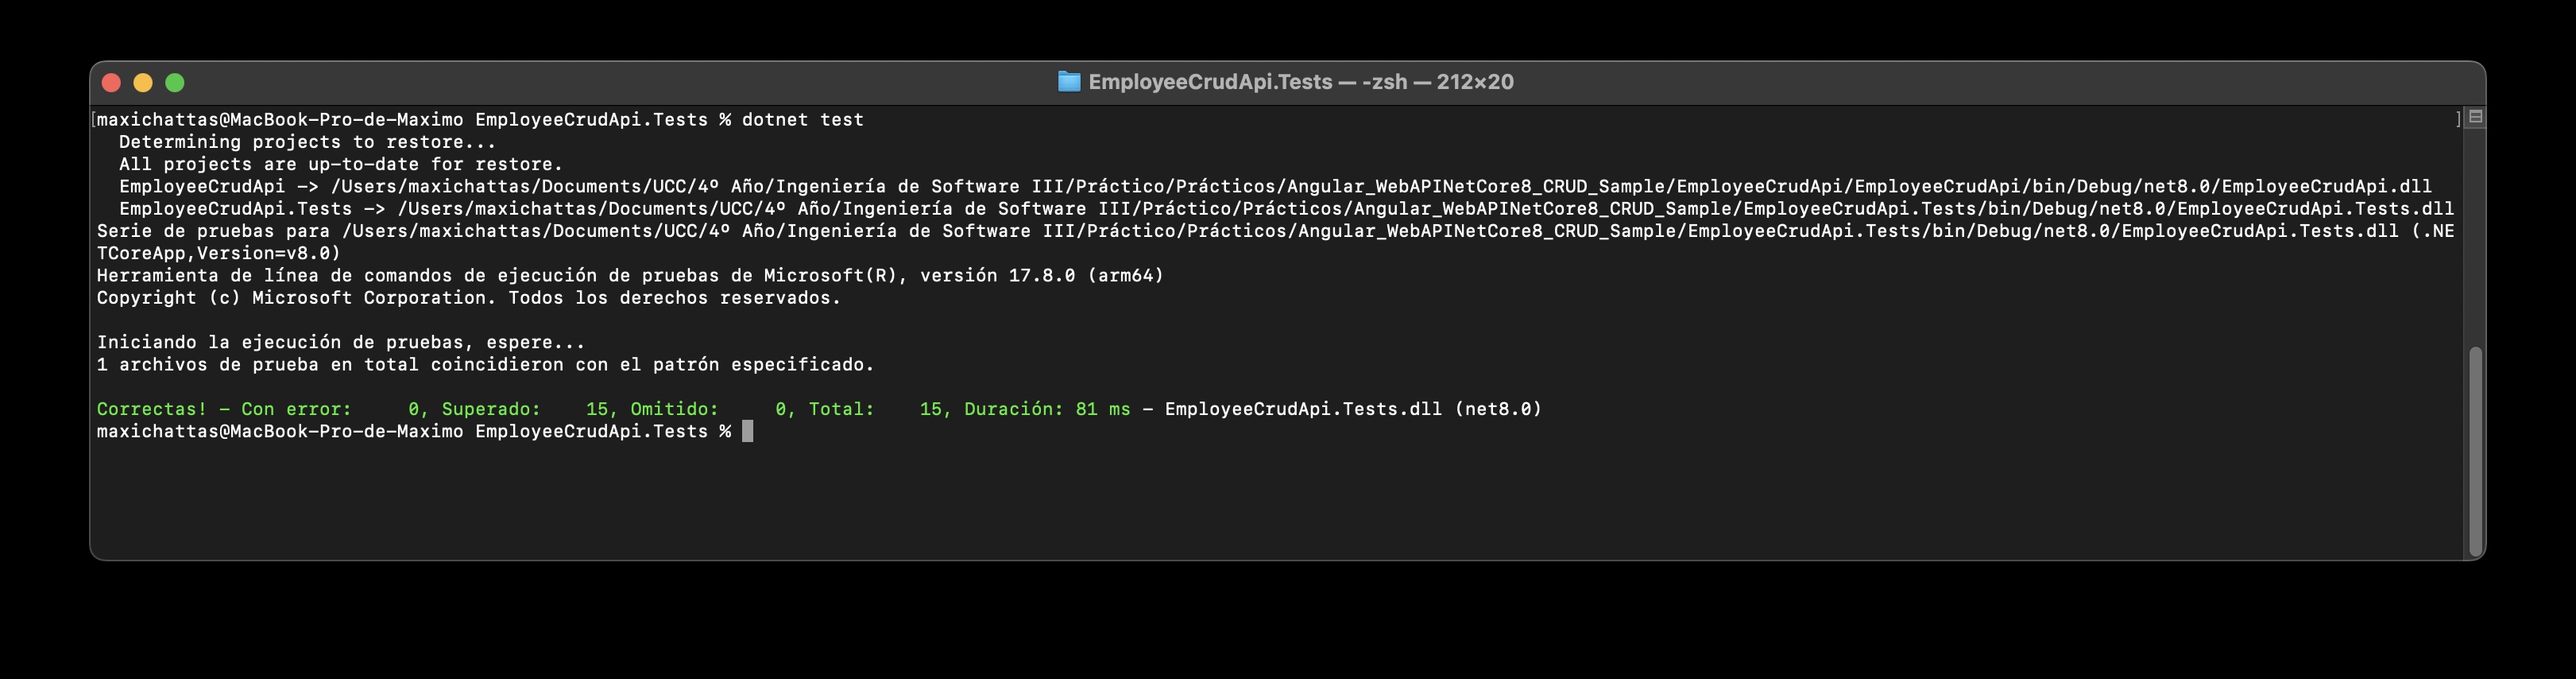 EmployeeCrudApi.Tests — -zsh — 212×20
[maxichattas@MacBook-Pro-de-Maximo EmployeeCrudApi.Tests % dotnet test ]
  Determining projects to restore...
  All projects are up-to-date for restore.
  EmployeeCrudApi -> /Users/maxichattas/Documents/UCC/4º Año/Ingeniería de Software III/Práctico/Prácticos/Angular_WebAPINetCore8_CRUD_Sample/EmployeeCrudApi/EmployeeCrudApi/bin/Debug/net8.0/EmployeeCrudApi.dll
  EmployeeCrudApi.Tests -> /Users/maxichattas/Documents/UCC/4º Año/Ingeniería de Software III/Práctico/Prácticos/Angular_WebAPINetCore8_CRUD_Sample/EmployeeCrudApi.Tests/bin/Debug/net8.0/EmployeeCrudApi.Tests.dll
Serie de pruebas para /Users/maxichattas/Documents/UCC/4º Año/Ingeniería de Software III/Práctico/Prácticos/Angular_WebAPINetCore8_CRUD_Sample/EmployeeCrudApi.Tests/bin/Debug/net8.0/EmployeeCrudApi.Tests.dll (.NE
TCoreApp,Version=v8.0)
Herramienta de línea de comandos de ejecución de pruebas de Microsoft(R), versión 17.8.0 (arm64)
Copyright (c) Microsoft Corporation. Todos los derechos reservados.
Iniciando la ejecución de pruebas, espere...
1 archivos de prueba en total coincidieron con el patrón especificado.
Correctas! - Con error:     0, Superado:    15, Omitido:     0, Total:    15, Duración: 81 ms - EmployeeCrudApi.Tests.dll (net8.0)
maxichattas@MacBook-Pro-de-Maximo EmployeeCrudApi.Tests %